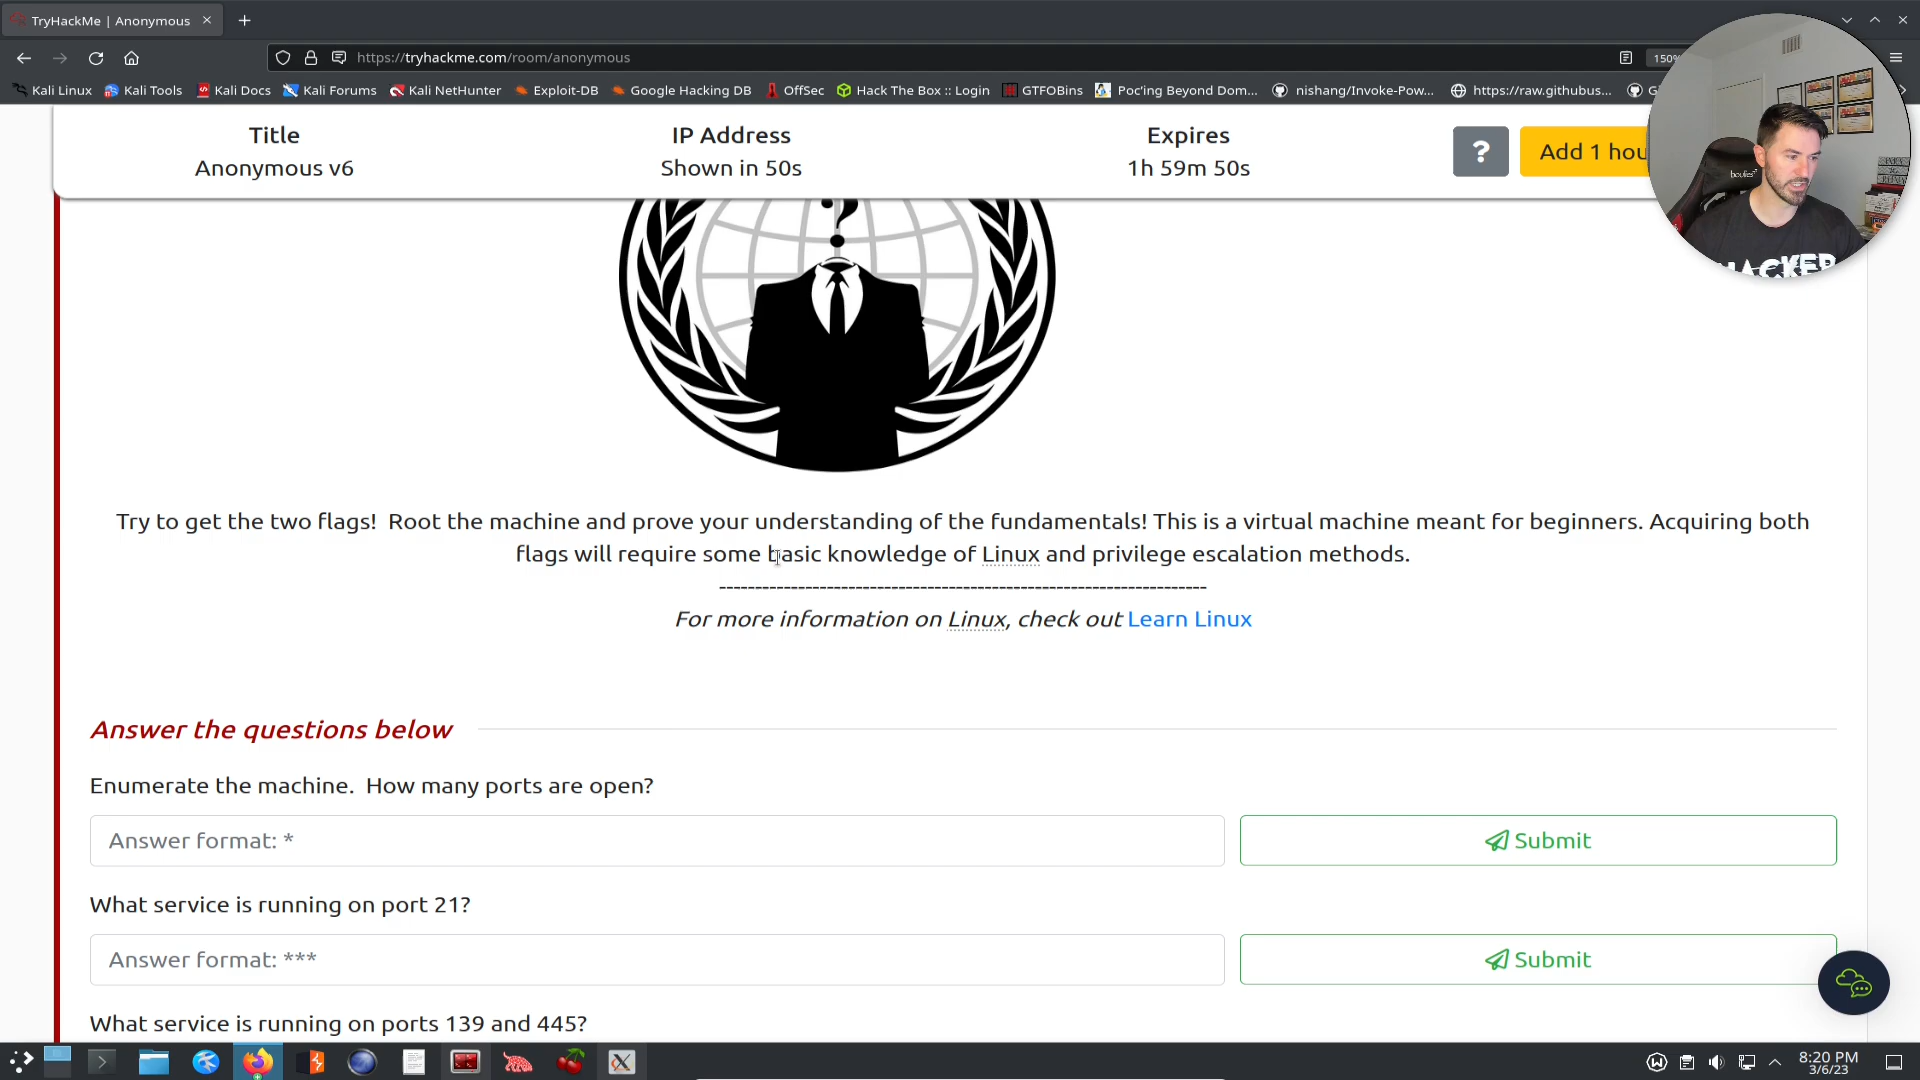 TryHackMe | Anonymous
https://tryhackme.com/room/anonymous
150%
Kali Linux
Kali Tools
Kali Docs
Kali Forums
Kali NetHunter
Exploit-DB
Google Hacking DB
OffSec
Hack The Box :: Login
GTFOBins
Poc'ing Beyond Dom...
nishang/Invoke-Pow...
https://raw.githubus...
Title
Anonymous v6
IP Address
Shown in 50s
Expires
1h 59m 50s
?
Add 1 hou
HACKER
Try to get the two flags!  Root the machine and prove your understanding of the fundamentals! This is a virtual machine meant for beginners. Acquiring both
flags will require some basic knowledge of Linux and privilege escalation methods.
--------------------------------------------------------------------
For more information on Linux, check out Learn Linux
Answer the questions below
Enumerate the machine.  How many ports are open?
Answer format: *
Submit
What service is running on port 21?
Answer format: ***
Submit
What service is running on ports 139 and 445?
8:20 PM
3/6/23